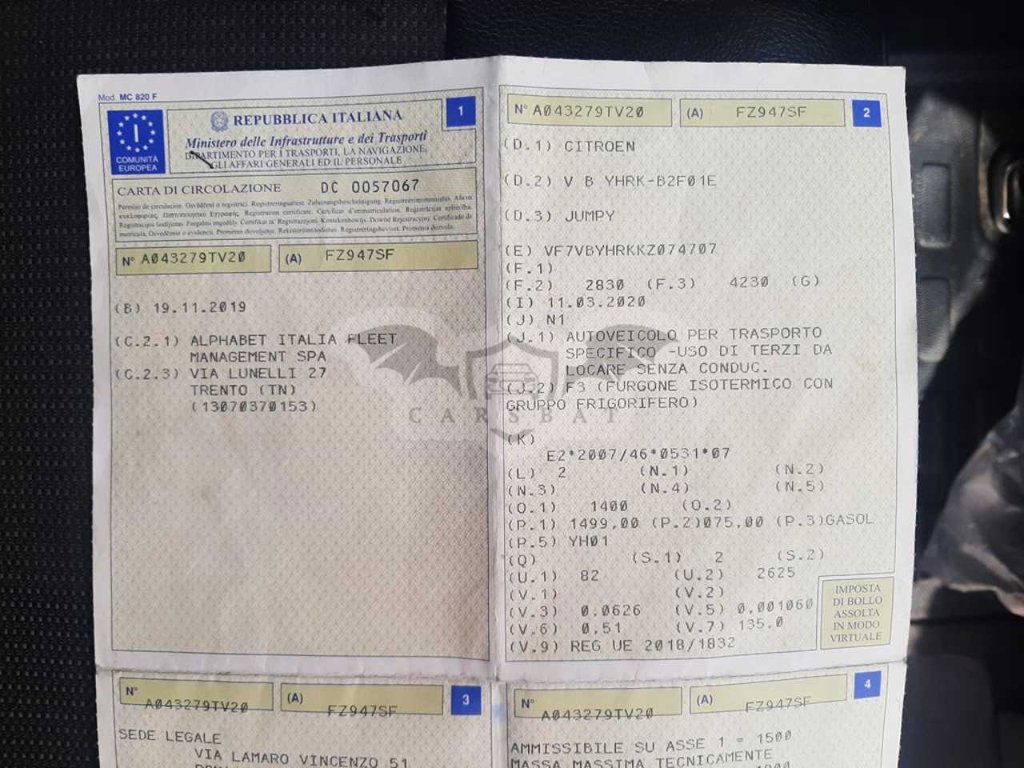 Mod. MC 820 F
1
I
COMUNITÀ
EUROPEA
REPUBBLICA ITALIANA
Ministero delle Infrastrutture e dei Trasporti
DIPARTIMENTO PER I TRASPORTI, LA NAVIGAZIONE,
GLI AFFARI GENERALI ED IL PERSONALE
CARTA DI CIRCOLAZIONE DC 0057067
N° A043279TV20 (A) FZ947SF
(B) 19.11.2019
(C.2.1) ALPHABET ITALIA FLEET
MANAGEMENT SPA
(C.2.3) VIA LUNELLI 27
TRENTO (TN)
(13070370153)
N° A043279TV20 (A) FZ947SF 2
(D.1) CITROEN
(D.2) V B YHRK-B2F01E
(D.3) JUMPY
(E) VF7VBYHRKKZ074707
(F.1)
(F.2) 2830 (F.3) 4230 (G)
(I) 11.03.2020
(J) N1
(J.1) AUTOVEICOLO PER TRASPORTO
SPECIFICO -USO DI TERZI DA
LOCARE SENZA CONDUC.
(J.2) F3 (FURGONE ISOTERMICO CON
GRUPPO FRIGORIFERO)
CARSBAT
(K)
E2*2007/46*0531*07
(L) 2 (N.1) (N.2)
(N.3) (N.4) (N.5)
(O.1) 1400 (O.2)
(P.1) 1499,00 (P.2)075,00 (P.3)GASOL
(P.5) YH01
(Q) (S.1) 2 (S.2)
(U.1) 82 (U.2) 2625
(V.1) (V.2)
(V.3) 0.0626 (V.5) 0.001060
(V.6) 0,51 (V.7) 135.0
(V.9) REG UE 2018/1832
IMPOSTA
DI BOLLO
ASSOLTA
IN MODO
VIRTUALE
N° A043279TV20 (A) FZ947SF 3
SEDE LEGALE
VIA LAMARO VINCENZO 51
N° A043279TV20 (A) FZ947SF 4
AMMISSIBILE SU ASSE 1 = 1500
MASSA MASSIMA TECNICAMENTE